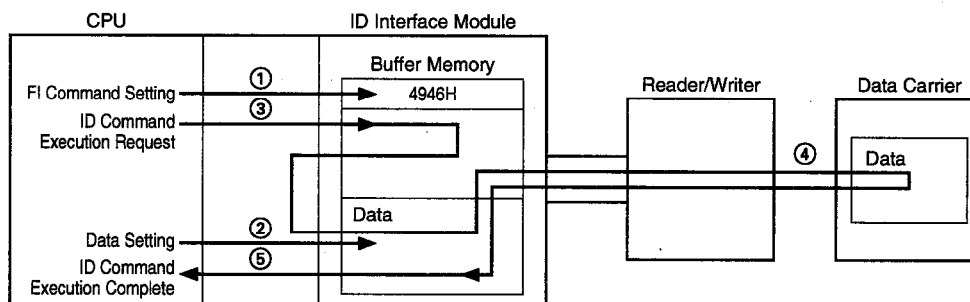 CPU
ID Interface Module
Buffer Memory
①
FI Command Setting
4946H
③
ID Command
Execution Request
Reader/Writer
Data Carrier
④
Data
Data
②
Data Setting
⑤
ID Command
Execution Complete